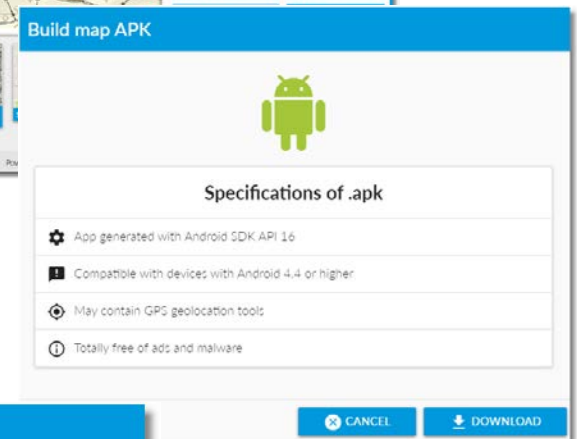 Build map APK
Specifications of .apk
App generated with Android SDK API 16
Compatible with devices with Android 4.4 or higher
May contain GPS geolocation tools
Totally free of ads and malware
CANCEL
DOWNLOAD